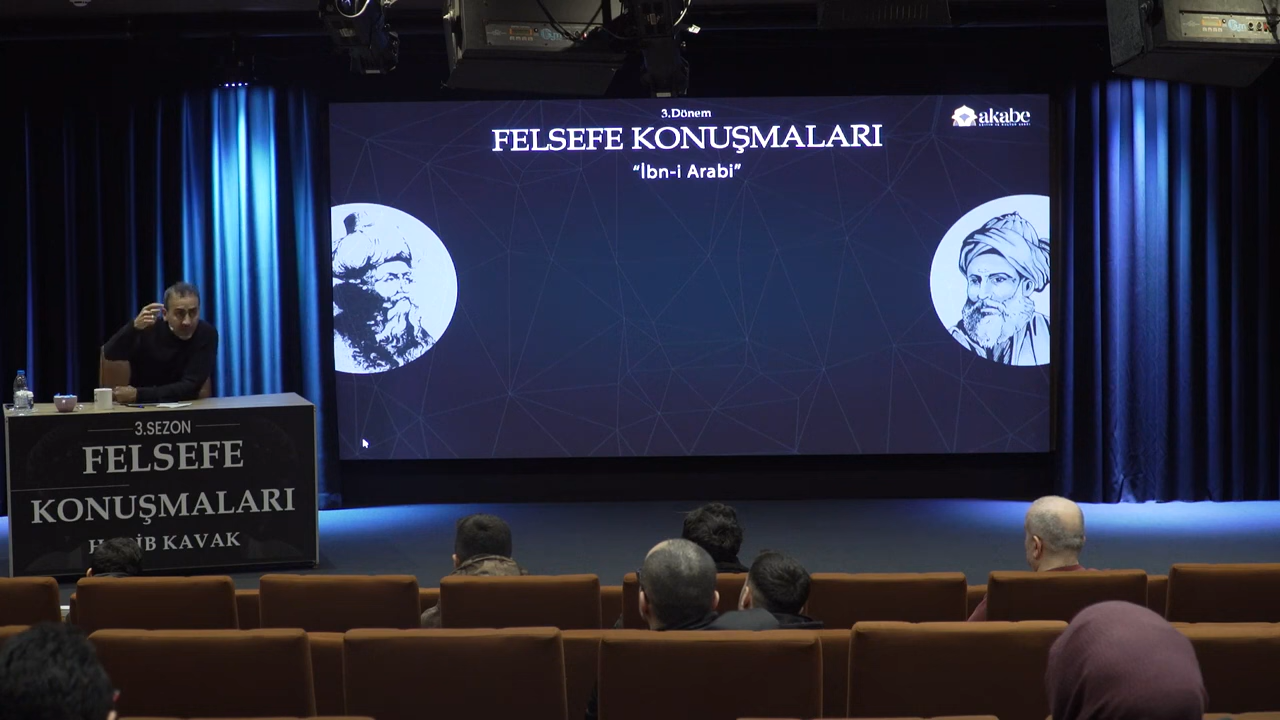 3.Dönem
FELSEFE KONUŞMALARI
“İbn-i Arabi”
akabe
3.SEZON
FELSEFE
KONUŞMALARI
KAVAK